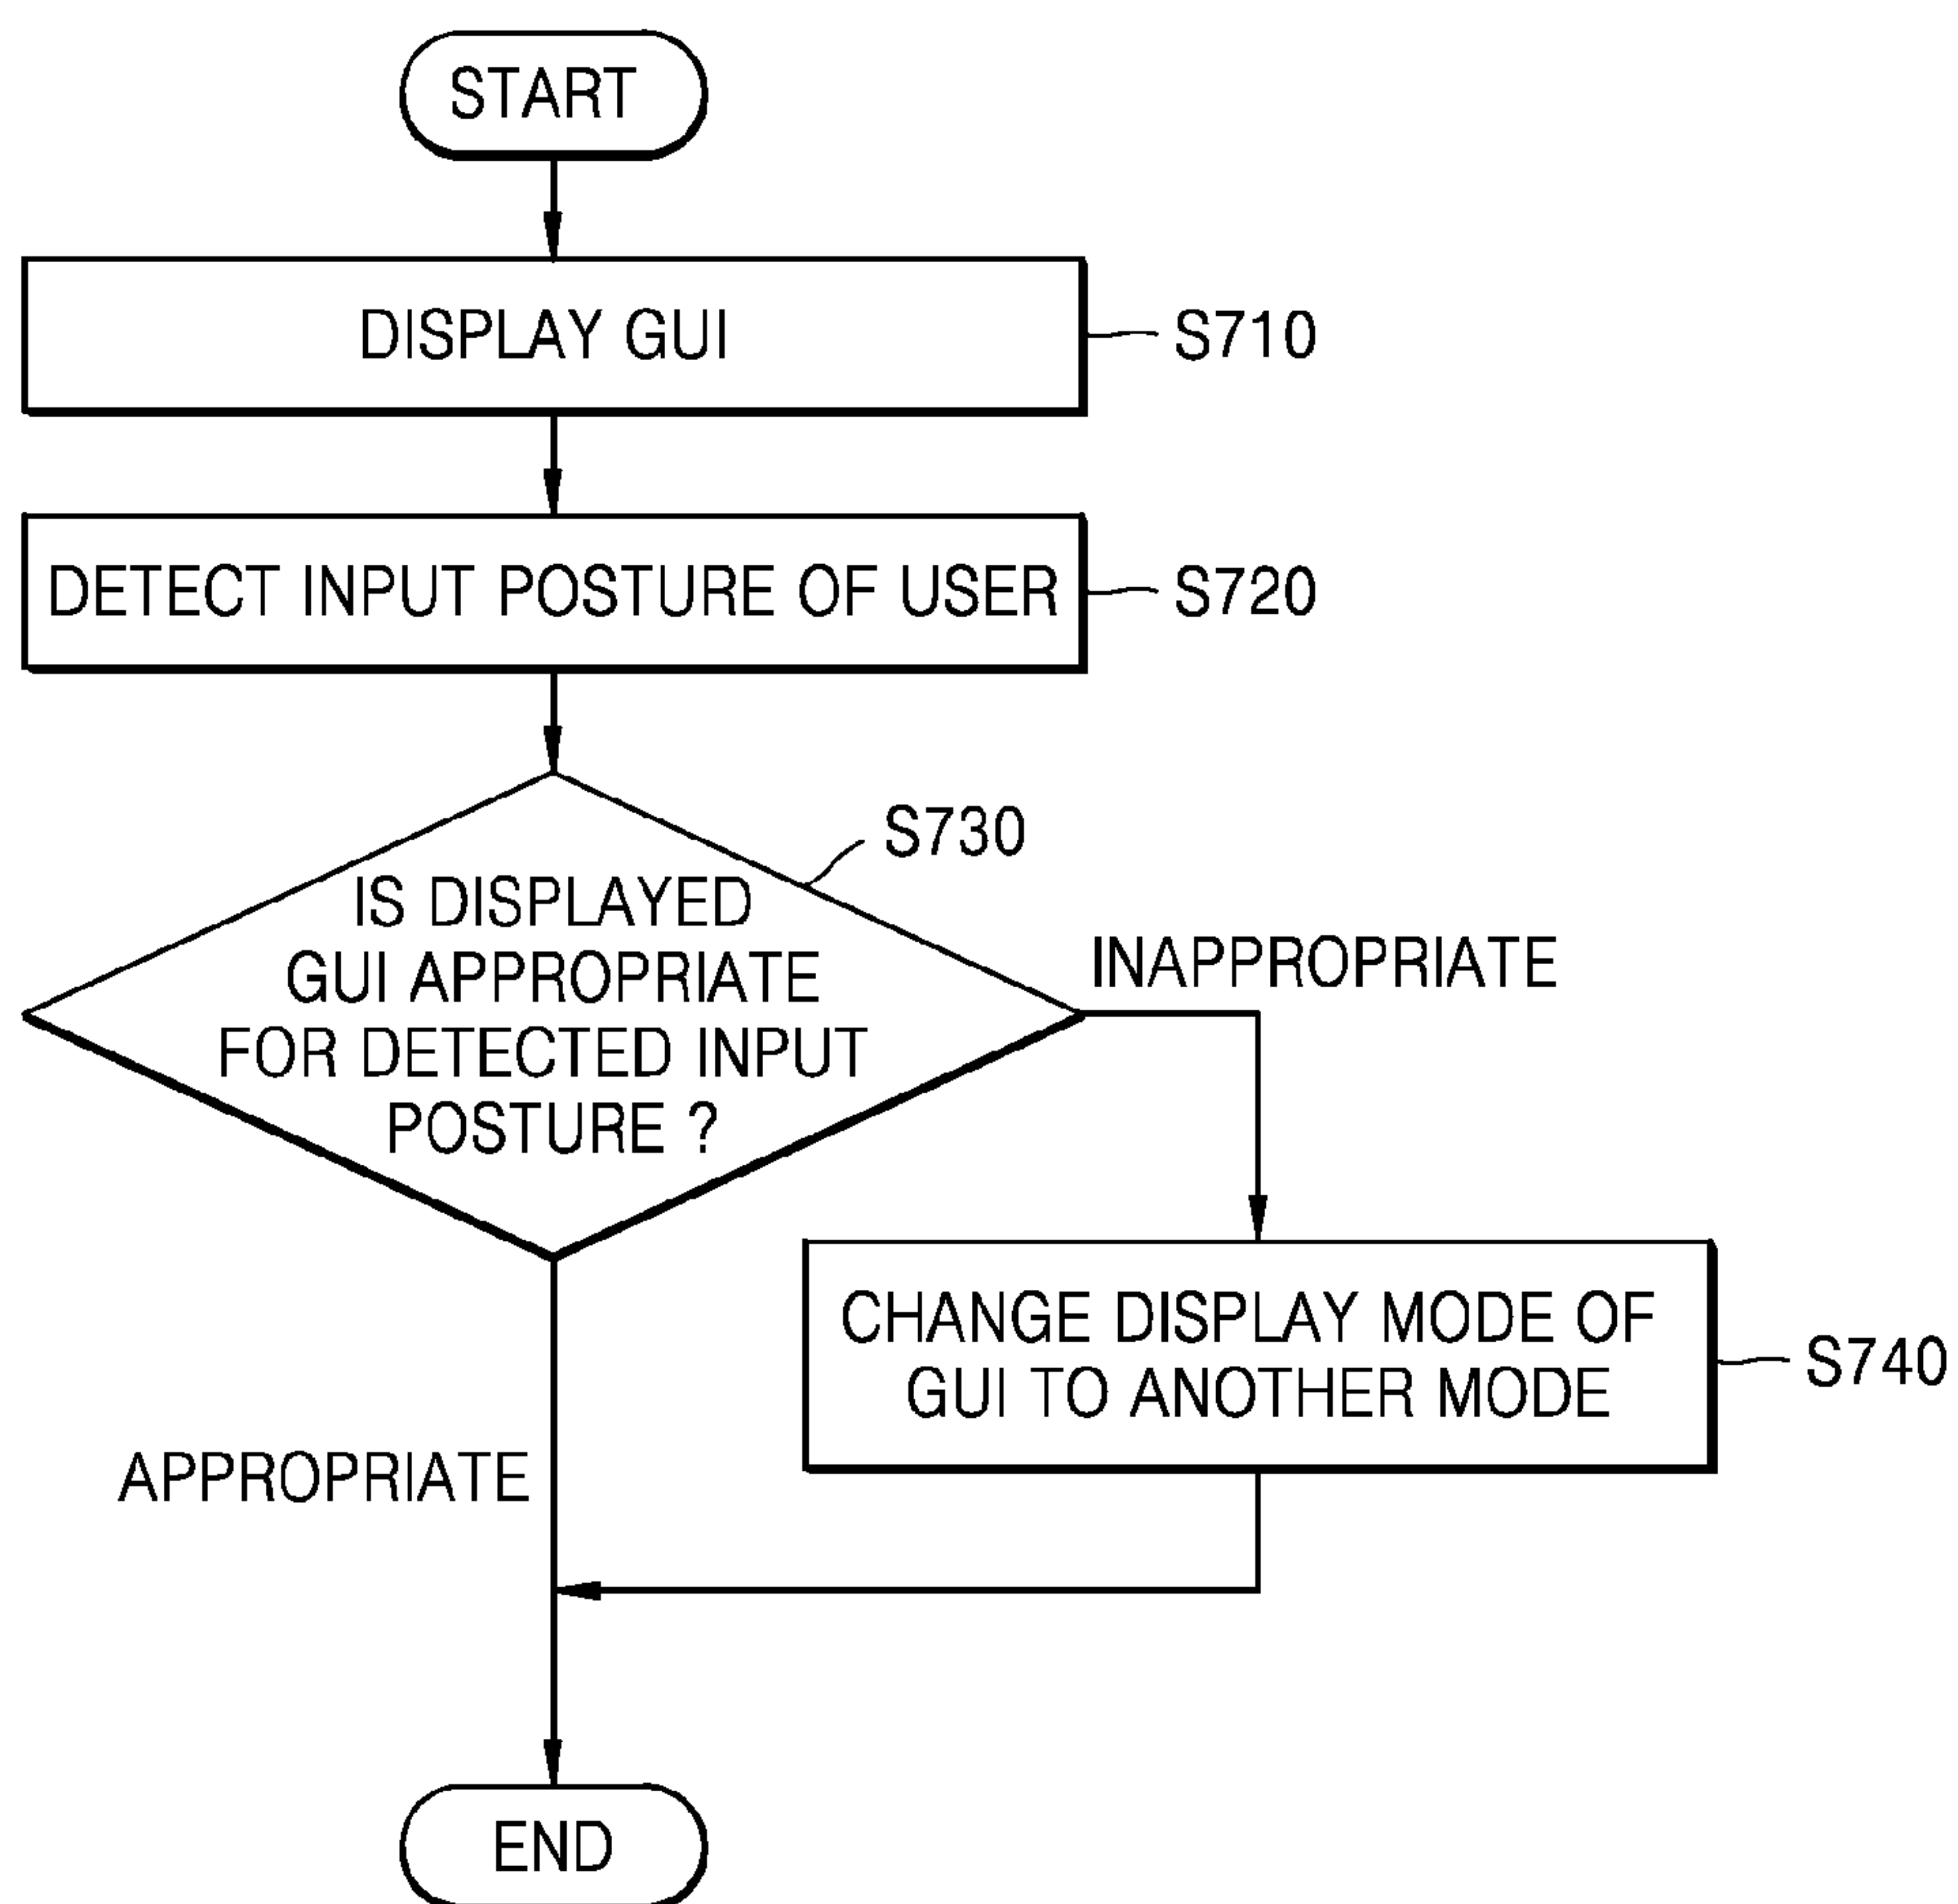 START
DISPLAY GUI
S710
DETECT INPUT POSTURE OF USER
S720
S730
IS DISPLAYED
GUI APPROPRIATE
FOR DETECTED INPUT
POSTURE ?
INAPPROPRIATE
CHANGE DISPLAY MODE OF
GUI TO ANOTHER MODE
S740
APPROPRIATE
END